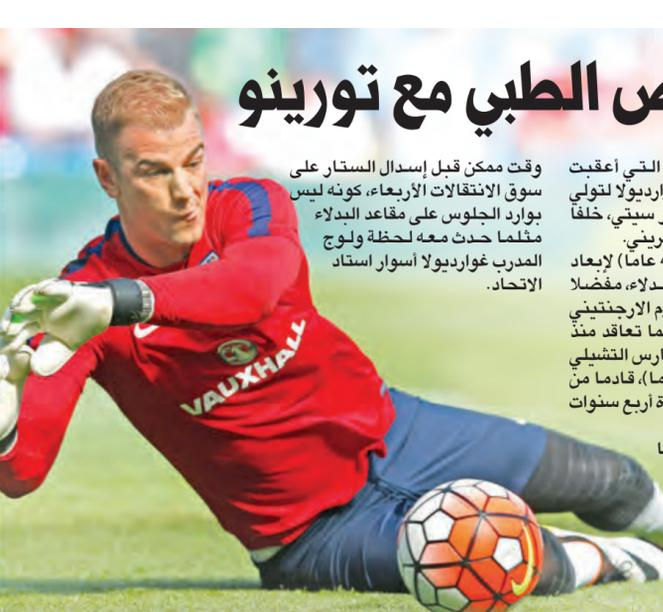 ص الطبي مع تورينو
التي أعقبت
ارديولا لتولي
ر سيتي، خلفا
ريني.
عاما) لإبعاد
دلاء، مفضلا
م الارجنتيني
ما تعاقد منذ
ارس التشيلي
ما)، قادما من
ة أربع سنوات
ا
وقت ممكن قبل إسدال الستار على
سوق الانتقالات الأربعاء، كونه ليس
بوارد الجلوس على مقاعد البدلاء
مثلما حدث معه لحظة ولوج
المدرب غوارديولا أسوار استاد
الاتحاد.
VAUXHALL